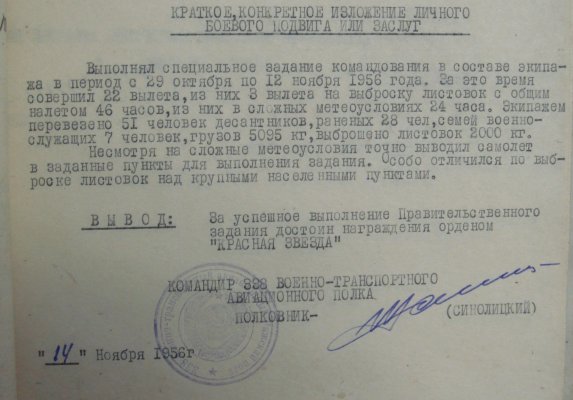 КРАТКОЕ, КОНКРЕТНОЕ ИЗЛОЖЕНИЕ ЛИЧНОГО
БОЕВОГО ПОДВИГА ИЛИ ЗАСЛУГ
Выполнял специальное задание командования в составе экипа-
жа в период с 29 октября по 12 ноября 1956 года. За это время
совершил 22 вылета, из них 3 вылета на выброску листовок с общим
налетом 46 часов, из них в сложных метеоусловиях 24 часа. Экипажем
перевезено 51 человек десантников, раненых 28 чел, семей военно-
служащих 7 человек, грузов 5095 кг, выброшено листовок 2000 кг.
Несмотря на сложные метеоусловия точно выводил самолет
в заданные пункты для выполнения задания. Особо отличился по выб-
роске листовок над крупными населенными пунктами.
ВЫВОД: За успешное выполнение Правительственного
задания достоин награждения орденом
"КРАСНАЯ ЗВЕЗДА"
КОМАНДИР ВОЕННО-ТРАНСПОРТНОГО
АВИАЦИОННОГО ПОЛКА
ПОЛКОВНИК- (СИНОЛИЦКИЙ)
"14" Ноября 1956г